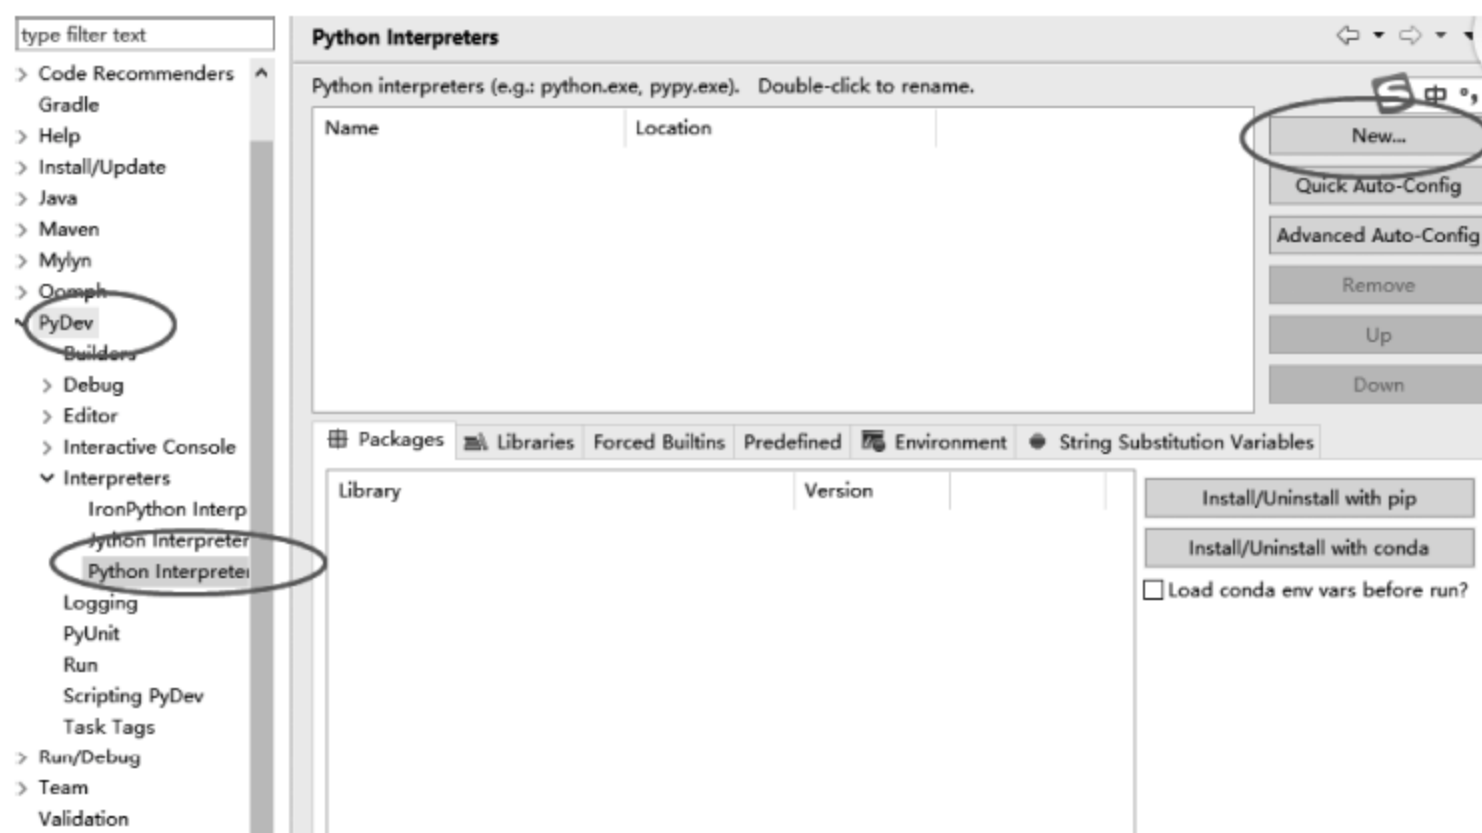 type filter text
Code Recommenders
Gradle
Help
Install/Update
Java
Maven
Mylyn
Oomph
PyDev
Builders
Debug
Editor
Interactive Console
Interpreters
IronPython Interp
Jython Interpreter
Python Interprete
Logging
PyUnit
Run
Scripting PyDev
Task Tags
Run/Debug
Team
Validation
Python Interpreters
Python interpreters (e.g.: python.exe, pypy.exe). Double-click to rename.
S 中 °,
Name Location
New...
Quick Auto-Config
Advanced Auto-Config
Remove
Up
Down
Packages Libraries Forced Builtins Predefined Environment String Substitution Variables
Library Version
Install/Uninstall with pip
Install/Uninstall with conda
Load conda env vars before run?